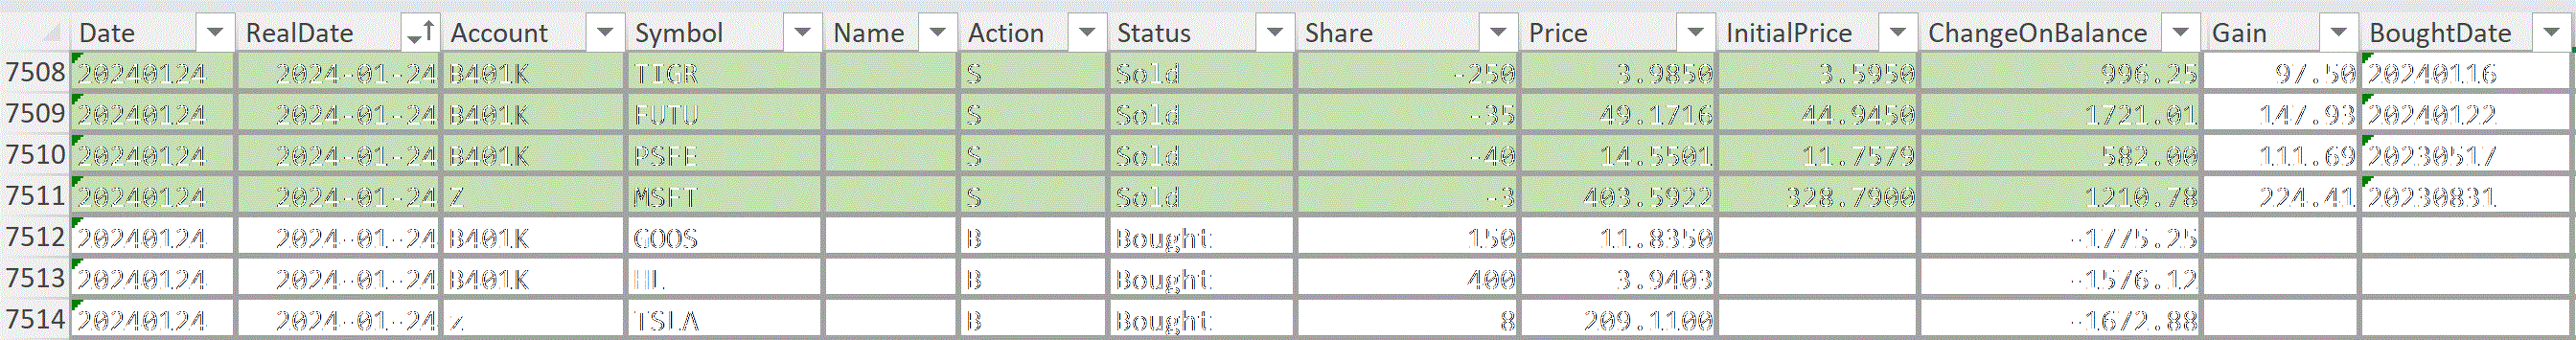 Date RealDate Account Symbol Name Action Status Share Price InitialPrice ChangeOnBalance Gain BoughtDate
7508 20240124 2024-01-24 B401K TIGR S Sold -250 3.9850 3.5950 996.25 97.50 20240116
7509 20240124 2024-01-24 B401K FUTU S Sold -35 49.1716 44.9450 1721.01 147.93 20240122
7510 20240124 2024-01-24 B401K PSFE S Sold -40 14.5501 11.7579 582.00 111.69 20230517
7511 20240124 2024-01-24 Z MSFT S Sold -3 403.5922 328.7900 1210.78 224.41 20230831
7512 20240124 2024-01-24 B401K GOOS B Bought 150 11.8350 -1775.25
7513 20240124 2024-01-24 B401K HL B Bought 400 3.9403 -1576.12
7514 20240124 2024-01-24 z TSLA B Bought 8 209.1100 -1672.88